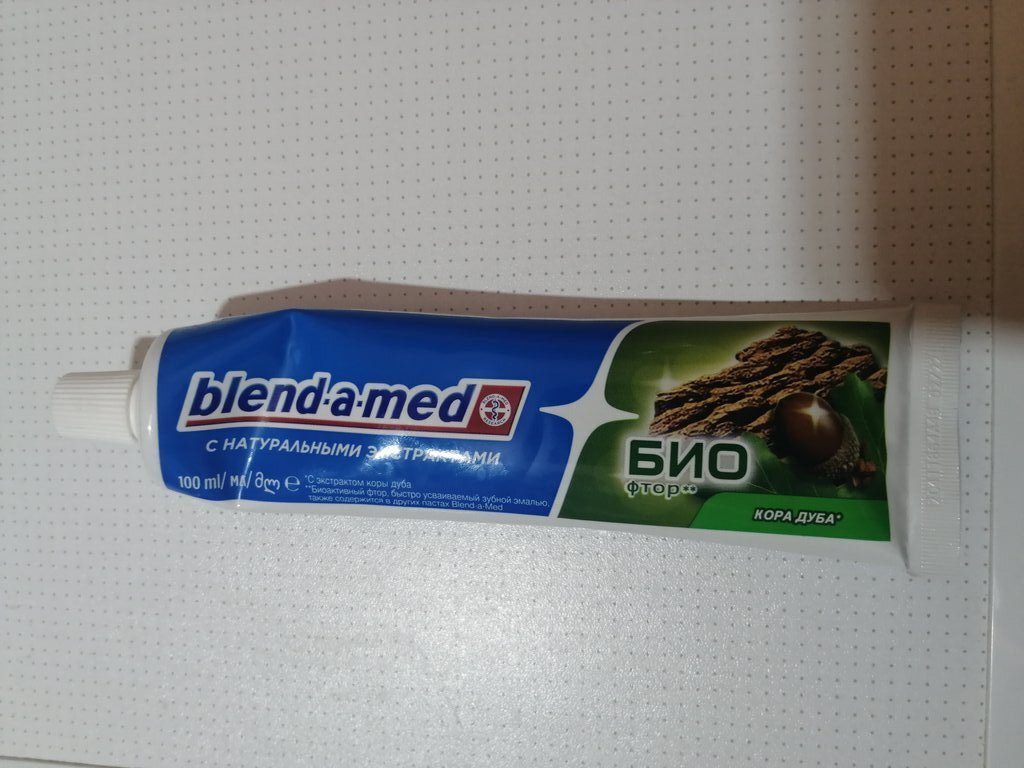 blend-a-med
С НАТУРАЛЬНЫМИ ЭКСТРАКТАМИ
100 ml/ мл/ მლ ℮
*С экстрактом коры дуба
**Биоактивный фтор, быстро усваиваемый зубной эмалью,
также содержится в других пастах Blend-a-Med
БИО
фтор**
КОРА ДУБА*